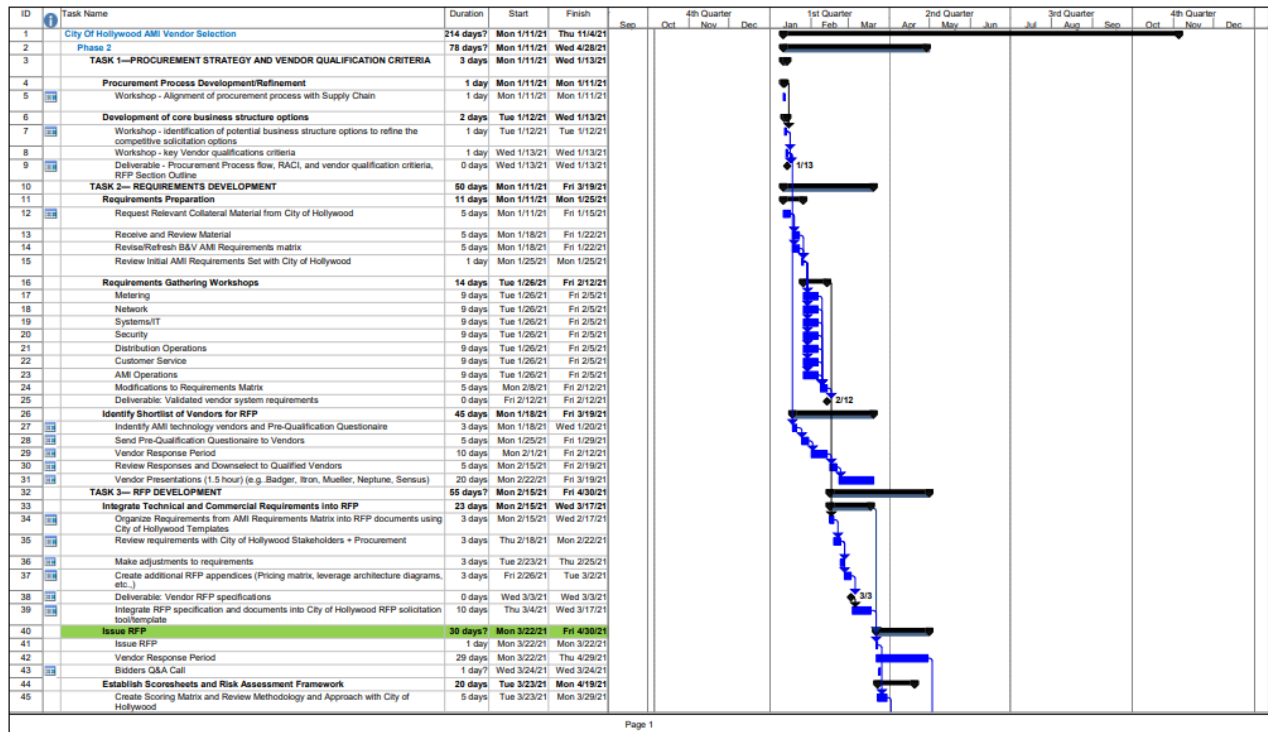 ID Task Name Duration Start Finish 4th Quarter 1st Quarter 2nd Quarter 3rd Quarter 4th Quarter
Sep Oct Nov Dec Jan Feb Mar Apr May Jun Jul Aug Sep Oct Nov Dec
1 City Of Hollywood AMI Vendor Selection 214 days? Mon 1/11/21 Thu 11/4/21
2 Phase 2 78 days? Mon 1/11/21 Wed 4/28/21
3 TASK 1—PROCUREMENT STRATEGY AND VENDOR QUALIFICATION CRITERIA 3 days Mon 1/11/21 Wed 1/13/21
4 Procurement Process Development/Refinement 1 day Mon 1/11/21 Mon 1/11/21
5 Workshop - Alignment of procurement process with Supply Chain 1 day Mon 1/11/21 Mon 1/11/21
6 Development of core business structure options 2 days Tue 1/12/21 Wed 1/13/21
7 Workshop - identification of potential business structure options to refine the 1 day Tue 1/12/21 Tue 1/12/21
competitive solicitation options
8 Workshop - key Vendor qualifications critieria 1 day Wed 1/13/21 Wed 1/13/21
9 Deliverable - Procurement Process flow, RACI, and vendor qualification critieria, 0 days Wed 1/13/21 Wed 1/13/21 1/13
RFP Section Outline
10 TASK 2— REQUIREMENTS DEVELOPMENT 50 days Mon 1/11/21 Fri 3/19/21
11 Requirements Preparation 11 days Mon 1/11/21 Mon 1/25/21
12 Request Relevant Collateral Material from City of Hollywood 5 days Mon 1/11/21 Fri 1/15/21
13 Receive and Review Material 5 days Mon 1/18/21 Fri 1/22/21
14 Revise/Refresh B&V AMI Requirements matrix 5 days Mon 1/18/21 Fri 1/22/21
15 Review Initial AMI Requirements Set with City of Hollywood 1 day Mon 1/25/21 Mon 1/25/21
16 Requirements Gathering Workshops 14 days Tue 1/26/21 Fri 2/12/21
17 Metering 9 days Tue 1/26/21 Fri 2/5/21
18 Network 9 days Tue 1/26/21 Fri 2/5/21
19 Systems/IT 9 days Tue 1/26/21 Fri 2/5/21
20 Security 9 days Tue 1/26/21 Fri 2/5/21
21 Distribution Operations 9 days Tue 1/26/21 Fri 2/5/21
22 Customer Service 9 days Tue 1/26/21 Fri 2/5/21
23 AMI Operations 9 days Tue 1/26/21 Fri 2/5/21
24 Modifications to Requirements Matrix 5 days Mon 2/8/21 Fri 2/12/21
25 Deliverable: Validated vendor system requirements 0 days Fri 2/12/21 Fri 2/12/21 2/12
26 Identify Shortlist of Vendors for RFP 45 days Mon 1/18/21 Fri 3/19/21
27 Indentify AMI technology vendors and Pre-Qualification Questionaire 3 days Mon 1/18/21 Wed 1/20/21
28 Send Pre-Qualification Questionaire to Vendors 5 days Mon 1/25/21 Fri 1/29/21
29 Vendor Response Period 10 days Mon 2/1/21 Fri 2/12/21
30 Review Responses and Downselect to Qualified Vendors 5 days Mon 2/15/21 Fri 2/19/21
31 Vendor Presentations (1.5 hour) (e.g..Badger, Itron, Mueller, Neptune, Sensus) 20 days Mon 2/22/21 Fri 3/19/21
32 TASK 3— RFP DEVELOPMENT 55 days? Mon 2/15/21 Fri 4/30/21
33 Integrate Technical and Commercial Requirements into RFP 23 days Mon 2/15/21 Wed 3/17/21
34 Organize Requirements from AMI Requirements Matrix into RFP documents using 3 days Mon 2/15/21 Wed 2/17/21
City of Hollywood Templates
35 Review requirements with City of Hollywood Stakeholders + Procurement 3 days Thu 2/18/21 Mon 2/22/21
36 Make adjustments to requirements 3 days Tue 2/23/21 Thu 2/25/21
37 Create additional RFP appendices (Pricing matrix, leverage architecture diagrams, 3 days Fri 2/26/21 Tue 3/2/21
etc.,)
38 Deliverable: Vendor RFP specifications 0 days Wed 3/3/21 Wed 3/3/21 3/3
39 Integrate RFP specification and documents into City of Hollywood RFP solicitation 10 days Thu 3/4/21 Wed 3/17/21
tool/template
40 Issue RFP 30 days? Mon 3/22/21 Fri 4/30/21
41 Issue RFP 1 day Mon 3/22/21 Mon 3/22/21
42 Vendor Response Period 29 days Mon 3/22/21 Thu 4/29/21
43 Bidders Q&A Call 1 day? Wed 3/24/21 Wed 3/24/21
44 Establish Scoresheets and Risk Assessment Framework 20 days Tue 3/23/21 Mon 4/19/21
45 Create Scoring Matrix and Review Methodology and Approach with City of 5 days Tue 3/23/21 Mon 3/29/21
Hollywood
Page 1